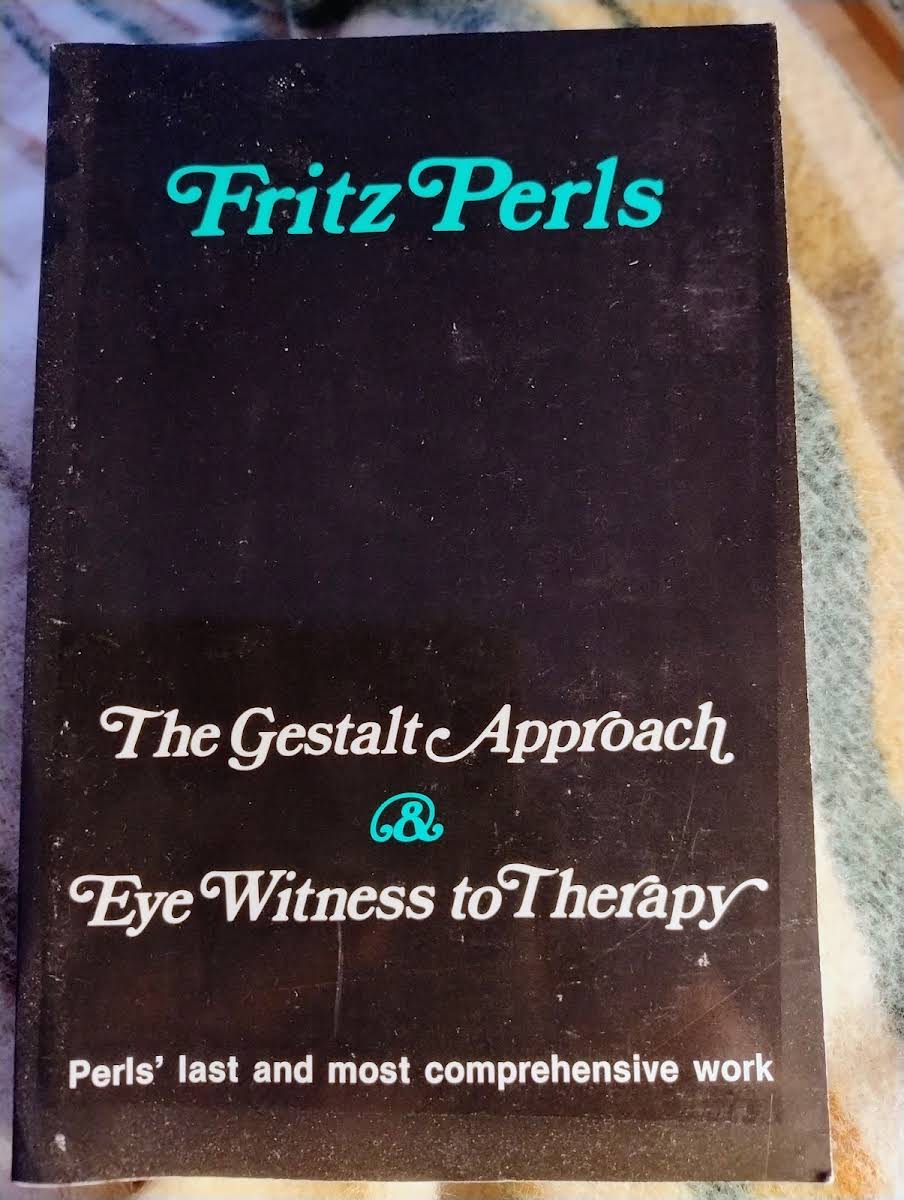 Fritz Perls
The Gestalt Approach
&
Eye Witness to Therapy
Perls' last and most comprehensive work